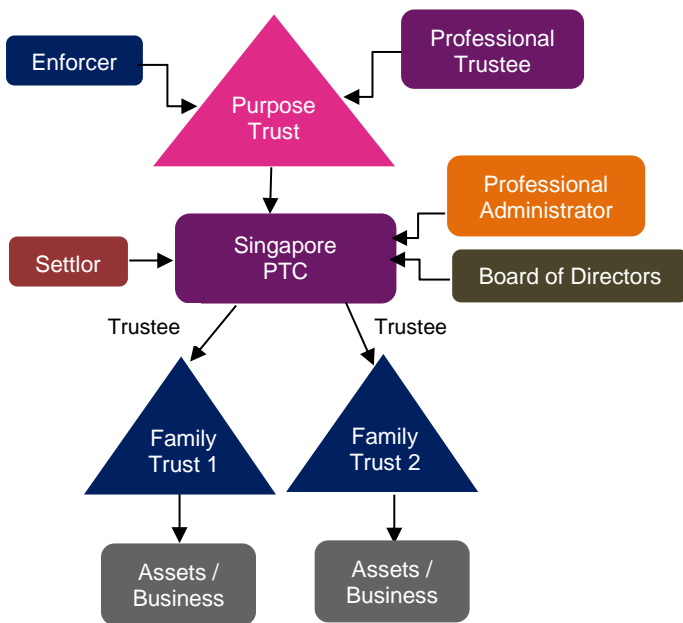 Enforcer
Professional
Trustee
Purpose
Trust
Professional
Administrator
Settlor
Singapore
PTC
Board of Directors
Trustee
Trustee
Family
Trust 1
Family
Trust 2
Assets /
Business
Assets /
Business